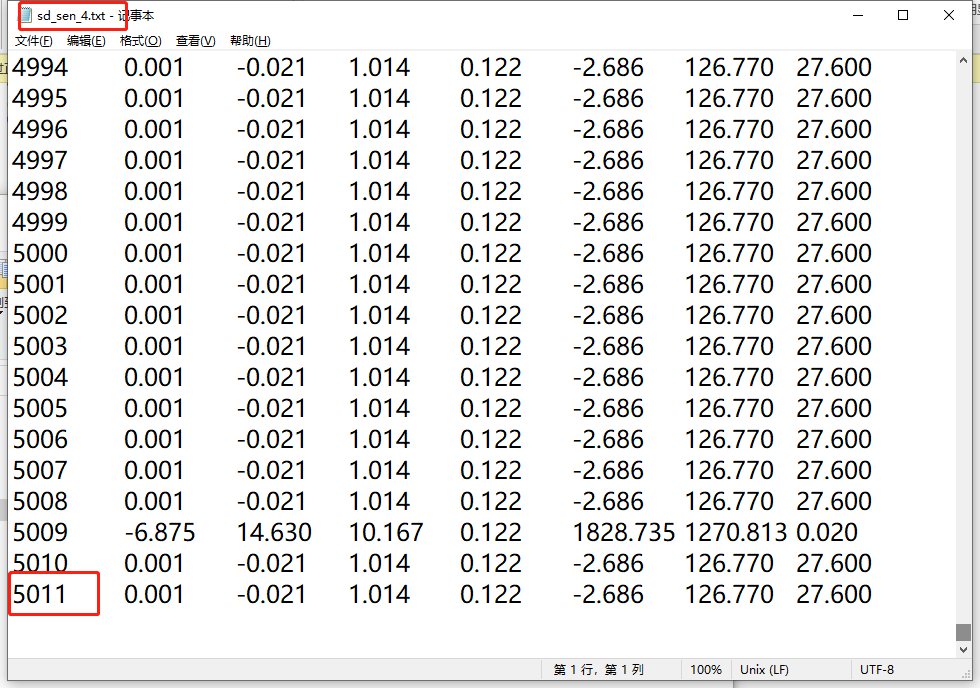 sd_sen_4.txt - 记事本
文件(F) 编辑(E) 格式(O) 查看(V) 帮助(H)
4994 0.001 -0.021 1.014 0.122 -2.686 126.770 27.600
4995 0.001 -0.021 1.014 0.122 -2.686 126.770 27.600
4996 0.001 -0.021 1.014 0.122 -2.686 126.770 27.600
4997 0.001 -0.021 1.014 0.122 -2.686 126.770 27.600
4998 0.001 -0.021 1.014 0.122 -2.686 126.770 27.600
4999 0.001 -0.021 1.014 0.122 -2.686 126.770 27.600
5000 0.001 -0.021 1.014 0.122 -2.686 126.770 27.600
5001 0.001 -0.021 1.014 0.122 -2.686 126.770 27.600
5002 0.001 -0.021 1.014 0.122 -2.686 126.770 27.600
5003 0.001 -0.021 1.014 0.122 -2.686 126.770 27.600
5004 0.001 -0.021 1.014 0.122 -2.686 126.770 27.600
5005 0.001 -0.021 1.014 0.122 -2.686 126.770 27.600
5006 0.001 -0.021 1.014 0.122 -2.686 126.770 27.600
5007 0.001 -0.021 1.014 0.122 -2.686 126.770 27.600
5008 0.001 -0.021 1.014 0.122 -2.686 126.770 27.600
5009 -6.875 14.630 10.167 0.122 1828.735 1270.813 0.020
5010 0.001 -0.021 1.014 0.122 -2.686 126.770 27.600
5011 0.001 -0.021 1.014 0.122 -2.686 126.770 27.600
第 1 行，第 1 列 100% Unix (LF) UTF-8